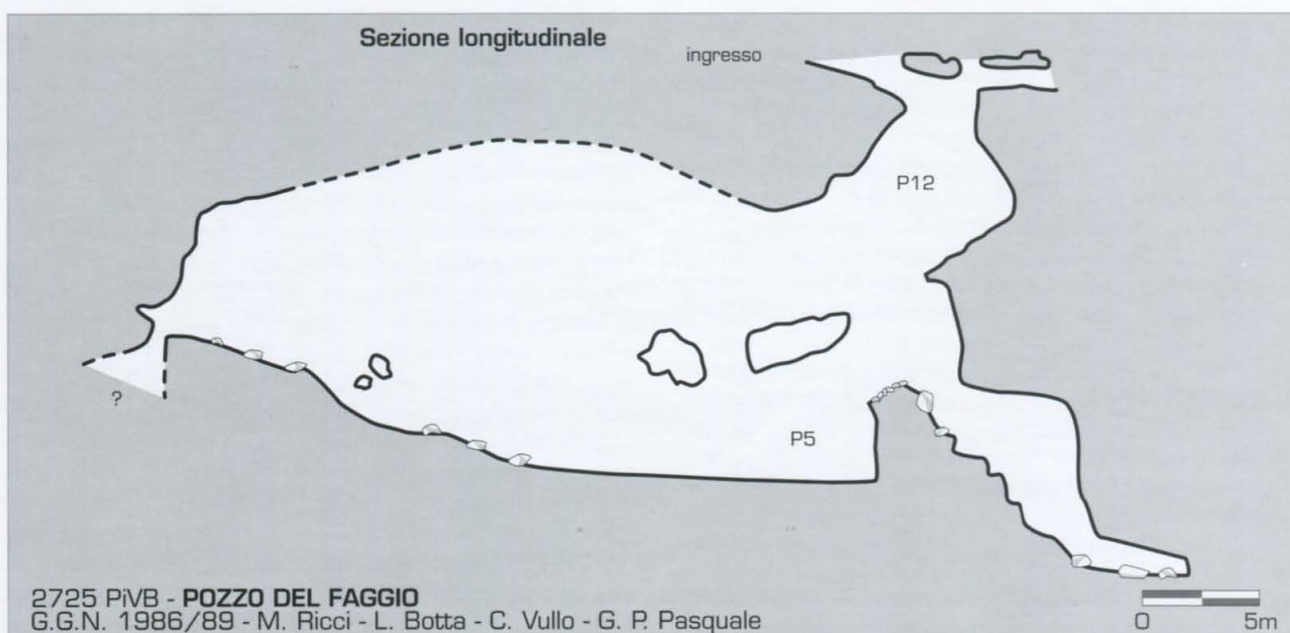 Sezione longitudinale
ingresso
P12
P5
?
2725 PiVB - POZZO DEL FAGGIO
G.G.N. 1986/89 - M. Ricci - L. Botta - C. Vullo - G. P. Pasquale
0 5m